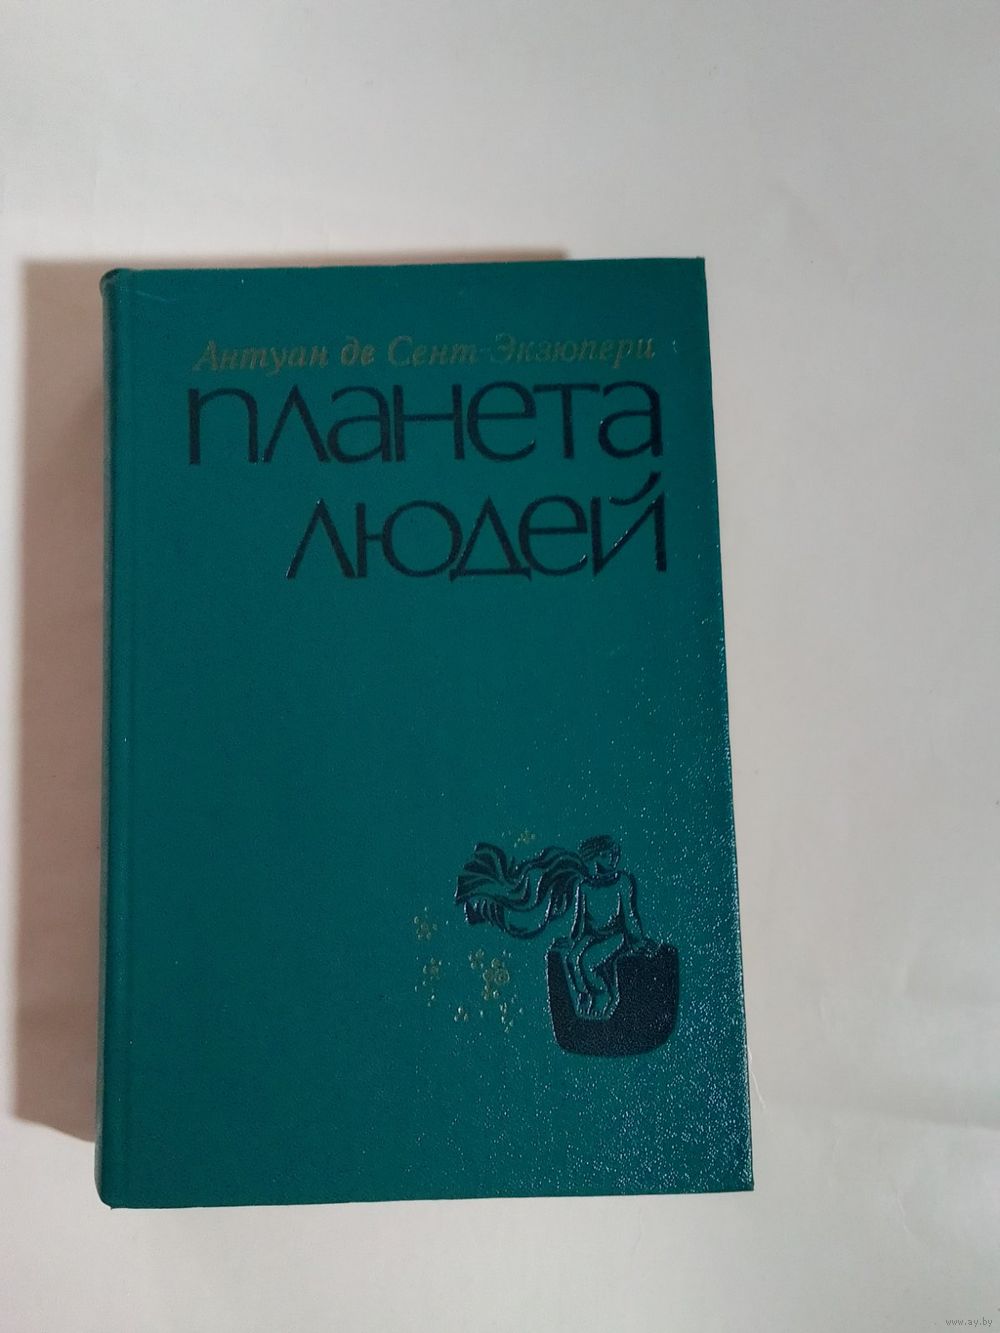 Антуан де Сент-Экзюпери
планета
людей
www.ay.by